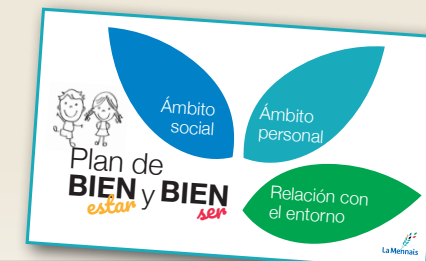 Ámbito
social
Ámbito
personal
Plan de
BIEN y BIEN
estar
ser
Relación con
el entorno
La Mennais